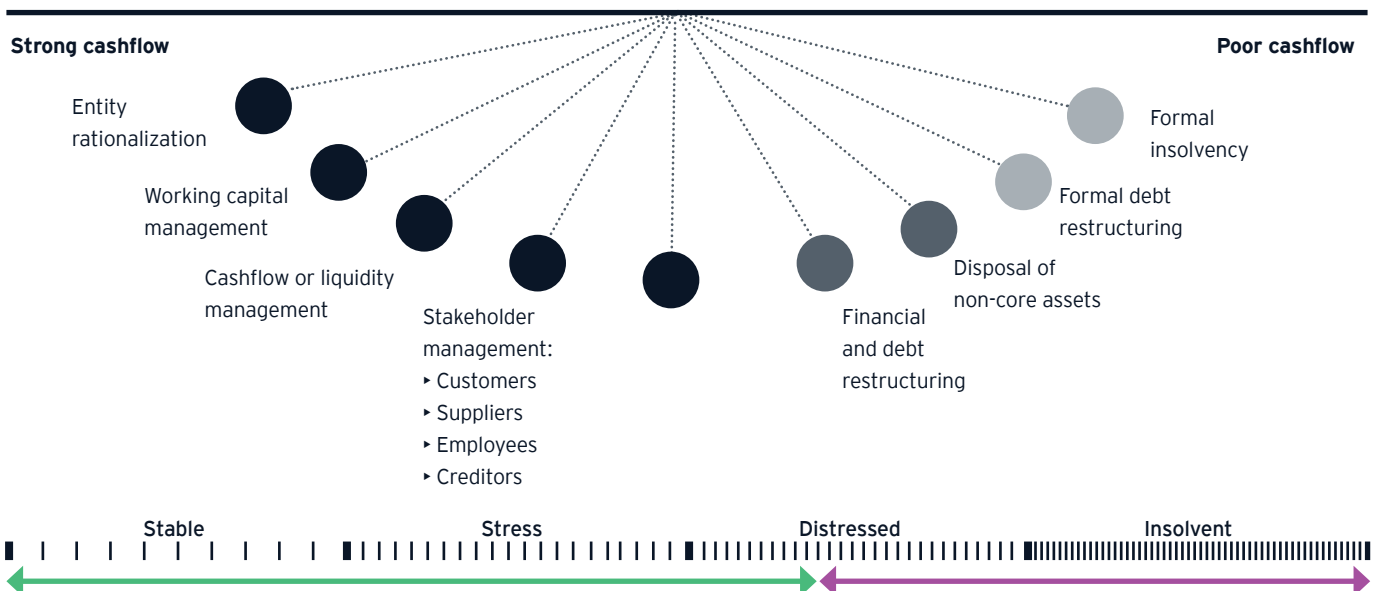 Strong cashflow
Poor cashflow
Entity
rationalization
Working capital
management
Cashflow or liquidity
management
Stakeholder
management:
‣ Customers
‣ Suppliers
‣ Employees
‣ Creditors
Financial
and debt
restructuring
Disposal of
non-core assets
Formal debt
restructuring
Formal
insolvency
Stable
Stress
Distressed
Insolvent